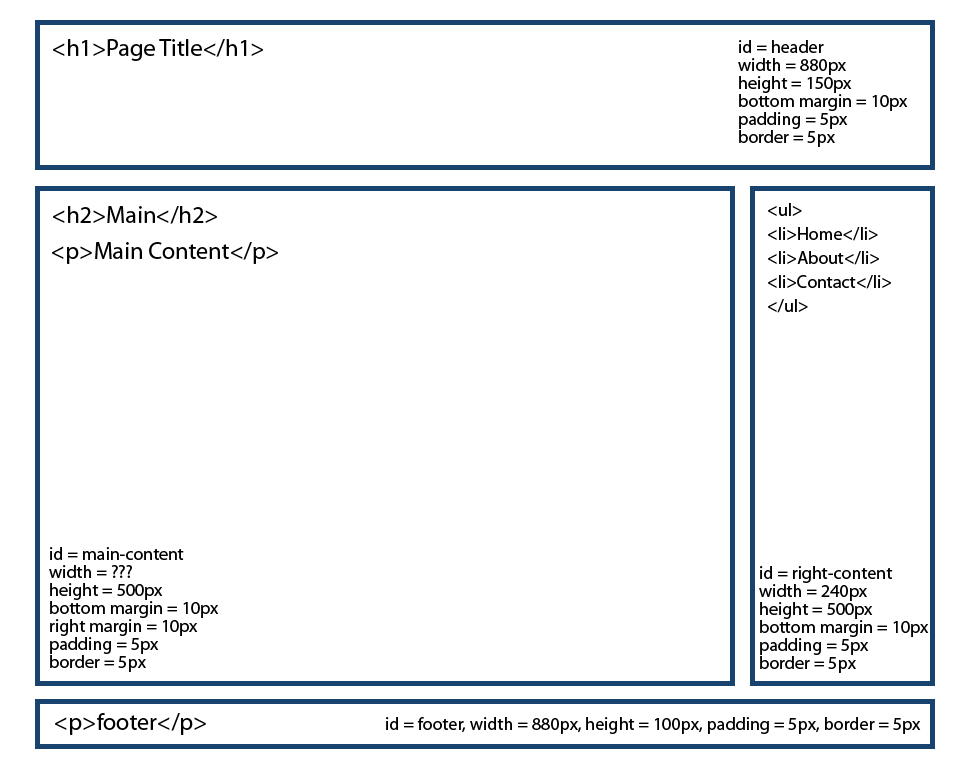 <h1>Page Title</h1>
id = header
width = 880px
height = 150px
bottom margin = 10px
padding = 5px
border = 5px
<h2>Main</h2>
<p>Main Content</p>
id = main-content
width = ???
height = 500px
bottom margin = 10px
right margin = 10px
padding = 5px
border = 5px
<ul>
<li>Home</li>
<li>About</li>
<li>Contact</li>
</ul>
id = right-content
width = 240px
height = 500px
bottom margin = 10px
padding = 5px
border = 5px
<p>footer</p>
id = footer, width = 880px, height = 100px, padding = 5px, border = 5px